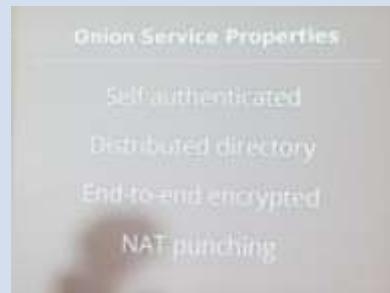 Onion Service Properties
Self authenticated
Distributed directory
End-to-end encrypted
NAT punching